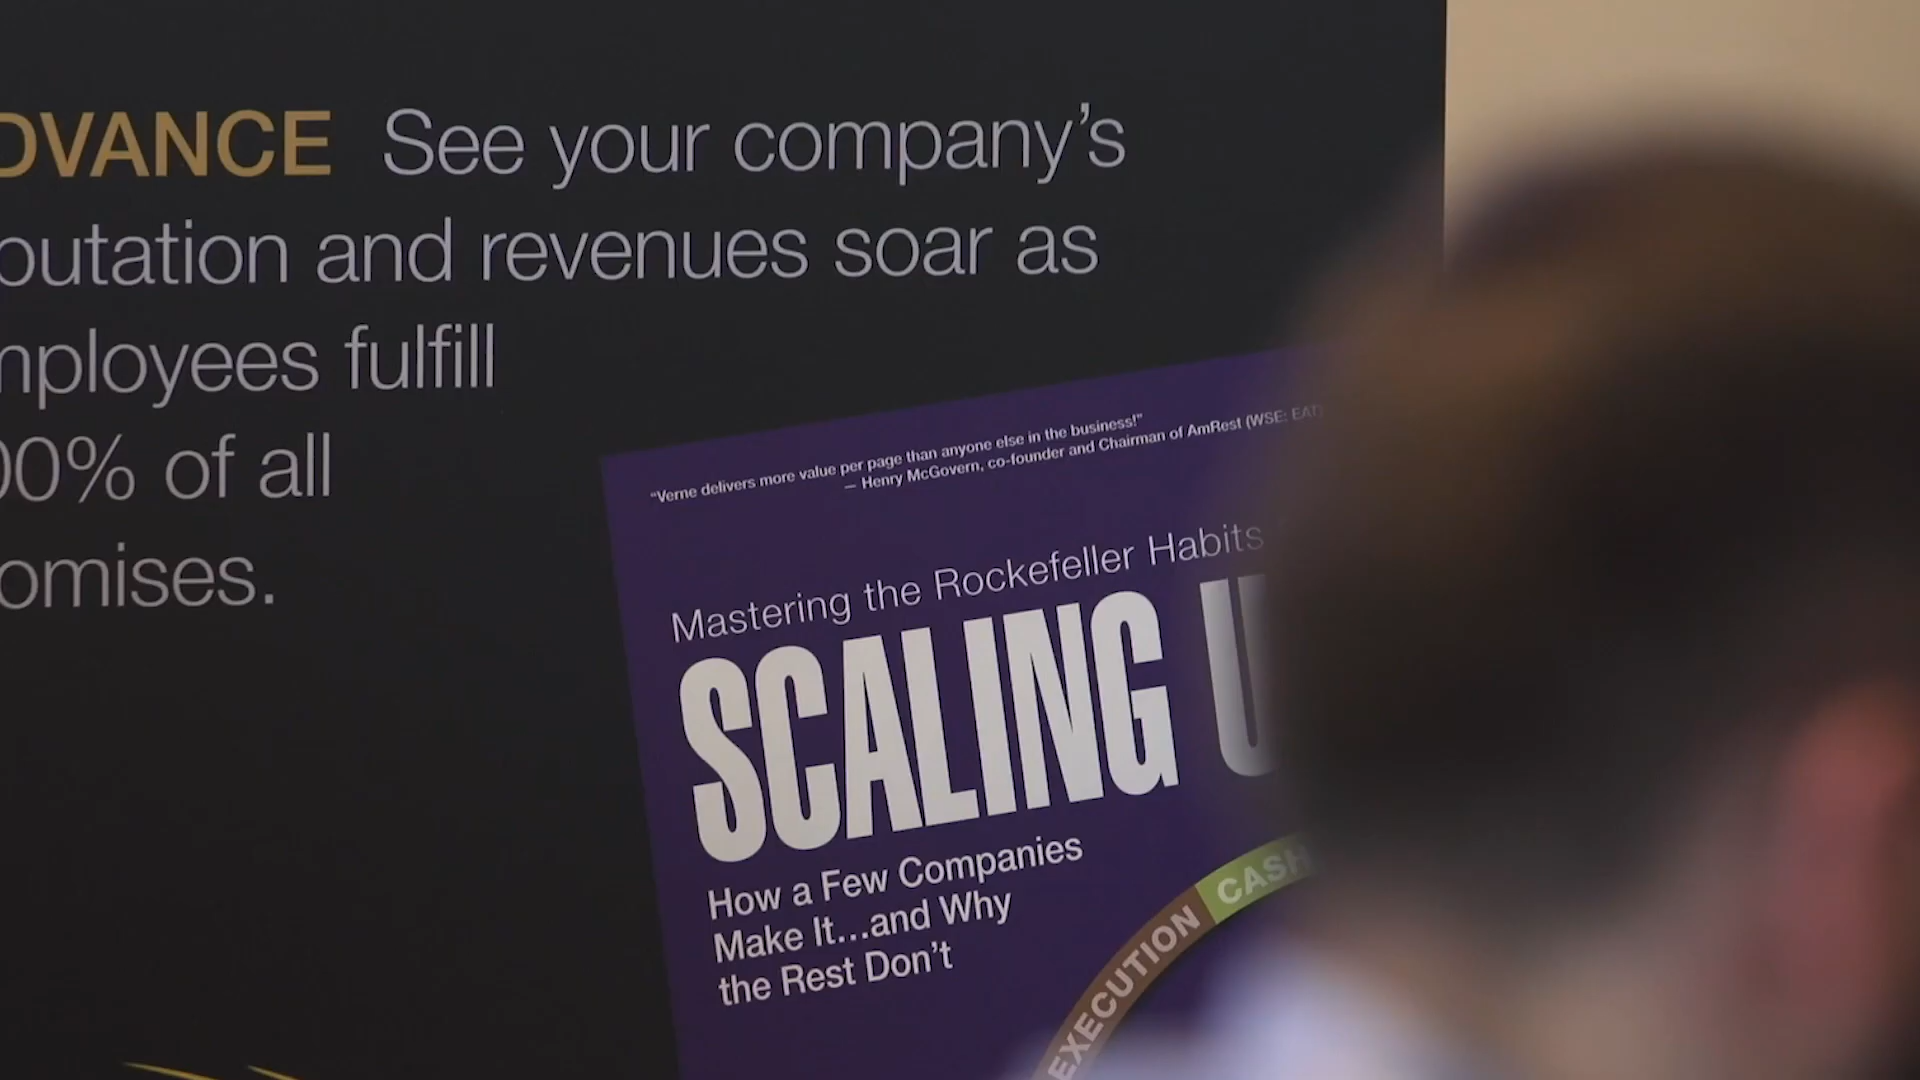 DVANCE See your company's
putation and revenues soar as
mployees fulfill
00% of all
omises.
“Verne delivers more value per page than anyone else in the business!”
– Henry McGovern, co-founder and Chairman of AmRest (WSE: EAT)
Mastering the Rockefeller Habits
SCALING U
How a Few Companies
Make It...and Why
the Rest Don't
EXECUTION CASH